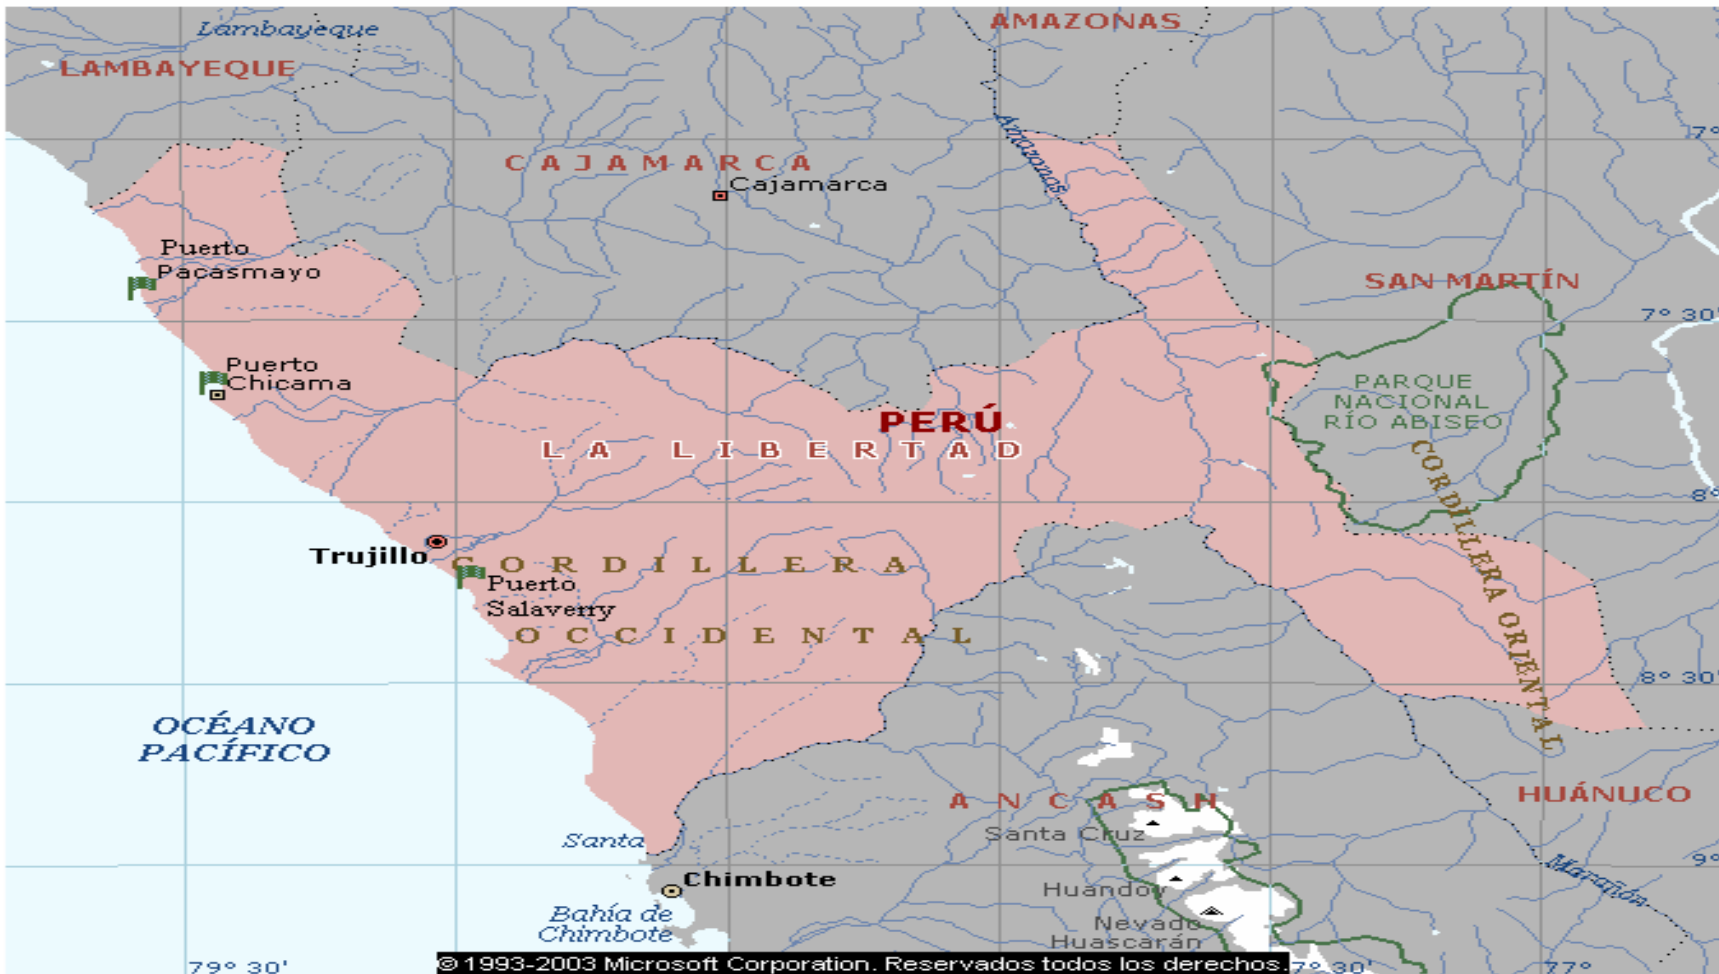 AMAZONAS
Lambayeque
LAMBAYEQUE
Amazonas
7°
CAJAMARCA
Cajamarca
Puerto
Pacasmayo
SAN MARTÍN
7° 30'
Puerto
Chicama
PARQUE
NACIONAL
RÍO ABISEO
PERÚ
LA LIBERTAD
8°
Trujillo
CORDILLERA
OCCIDENTAL
Puerto
Salaverry
CORDILLERA ORIENTAL
8° 30'
OCÉANO
PACÍFICO
ANCASH
HUÁNUCO
Santa Cruz
Santa
9°
Marañón
Chimbote
Huandoy
Bahía de
Chimbote
Nevado
Huascarán
79° 30'
© 1993-2003 Microsoft Corporation. Reservados todos los derechos.
7° 30'
77°